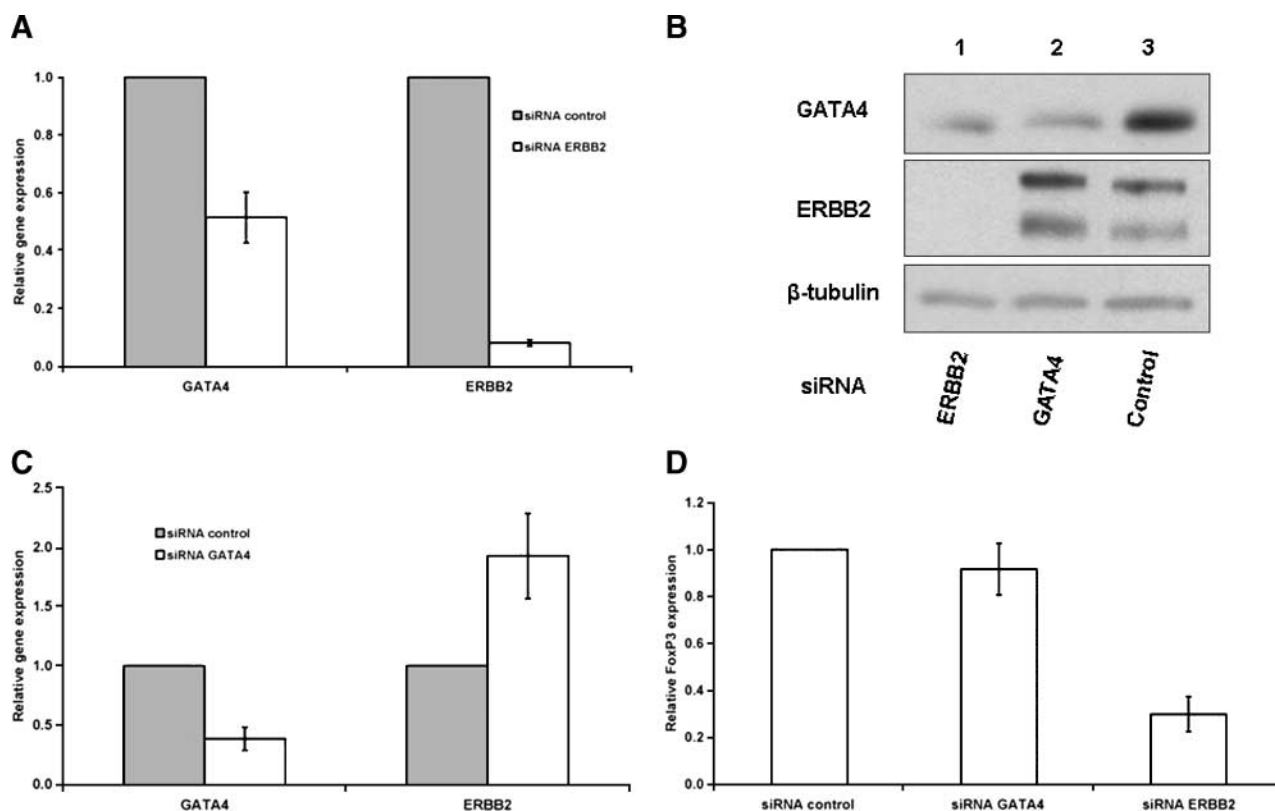 A
Relative gene expression
1.0
0.8
0.6
0.4
0.2
0.0
siRNA control
siRNA ERBB2
GATA4
ERBB2
B
1 2 3
GATA4
ERBB2
β-tubulin
siRNA
ERBB2
GATA4
Control
C
Relative gene expression
2.5
2.0
1.5
1.0
0.5
0.0
siRNA control
siRNA GATA4
GATA4
ERBB2
D
Relative FoxP3 expression
1.2
1.0
0.8
0.6
0.4
0.2
0.0
siRNA control
siRNA GATA4
siRNA ERBB2